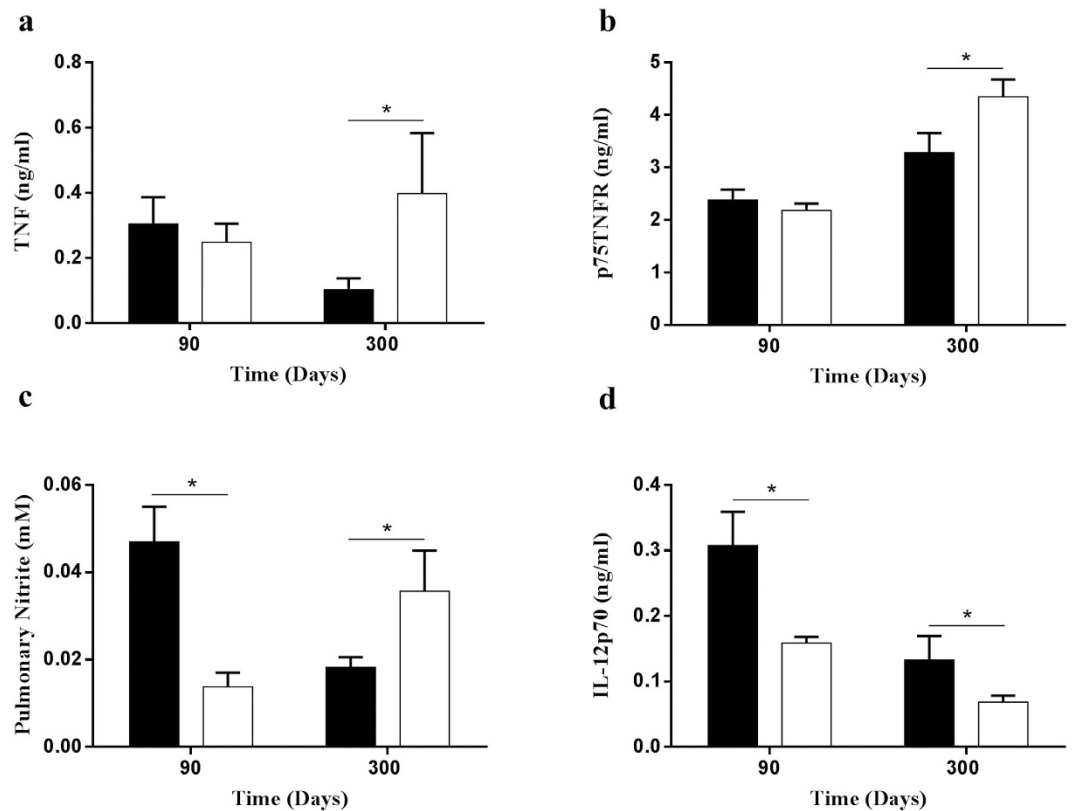 a
0.8
0.6
0.4
0.2
0.0
TNF (ng/ml)
*
90
300
Time (Days)
b
5
4
3
2
1
0
p75TNFR (ng/ml)
*
90
300
Time (Days)
c
0.06
0.04
0.02
0.00
Pulmonary Nitrite (mM)
*
*
90
300
Time (Days)
d
0.4
0.3
0.2
0.1
0.0
IL-12p70 (ng/ml)
*
*
90
300
Time (Days)